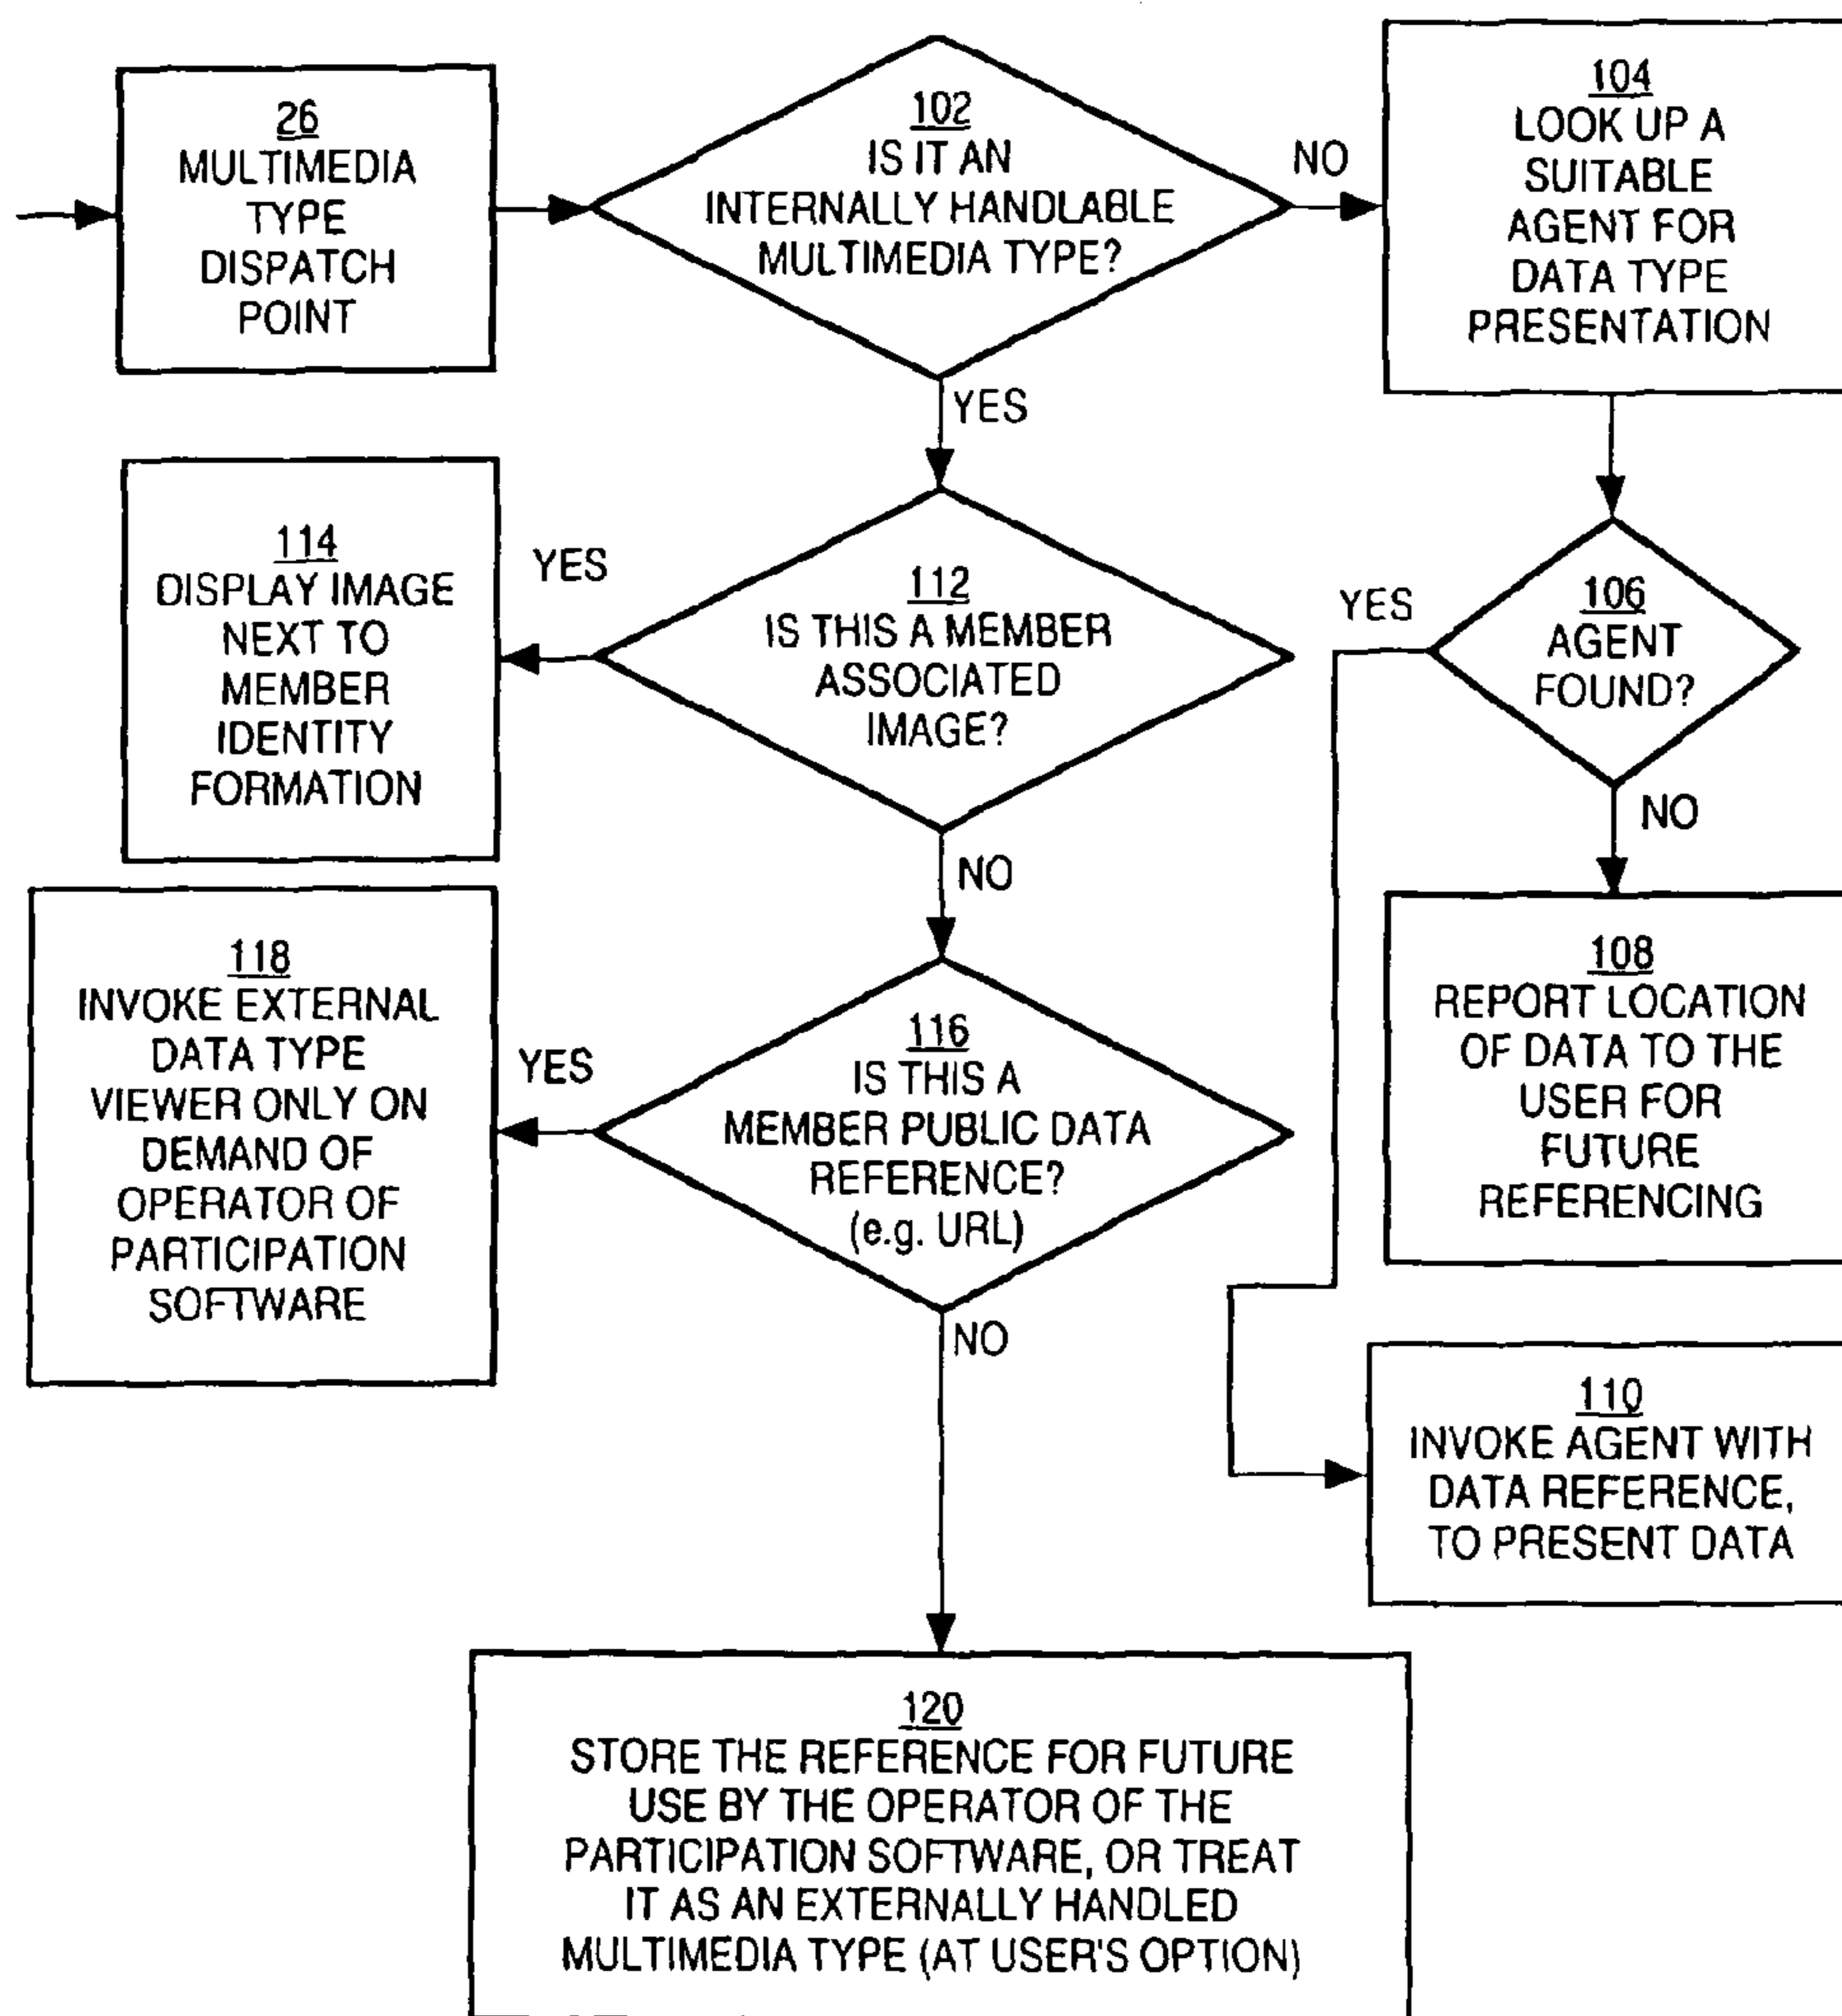 26
MULTIMEDIA
TYPE
DISPATCH
POINT
102
IS IT AN
INTERNALLY HANDLABLE
MULTIMEDIA TYPE?
NO
YES
104
LOOK UP A
SUITABLE
AGENT FOR
DATA TYPE
PRESENTATION
114
DISPLAY IMAGE
NEXT TO
MEMBER
IDENTITY
FORMATION
YES
112
IS THIS A MEMBER
ASSOCIATED
IMAGE?
NO
YES
106
AGENT
FOUND?
NO
118
INVOKE EXTERNAL
DATA TYPE
VIEWER ONLY ON
DEMAND OF
OPERATOR OF
PARTICIPATION
SOFTWARE
YES
116
IS THIS A
MEMBER PUBLIC DATA
REFERENCE?
(e.g. URL)
NO
108
REPORT LOCATION
OF DATA TO THE
USER FOR
FUTURE
REFERENCING
110
INVOKE AGENT WITH
DATA REFERENCE,
TO PRESENT DATA
120
STORE THE REFERENCE FOR FUTURE
USE BY THE OPERATOR OF THE
PARTICIPATION SOFTWARE, OR TREAT
IT AS AN EXTERNALLY HANDLED
MULTIMEDIA TYPE (AT USER'S OPTION)